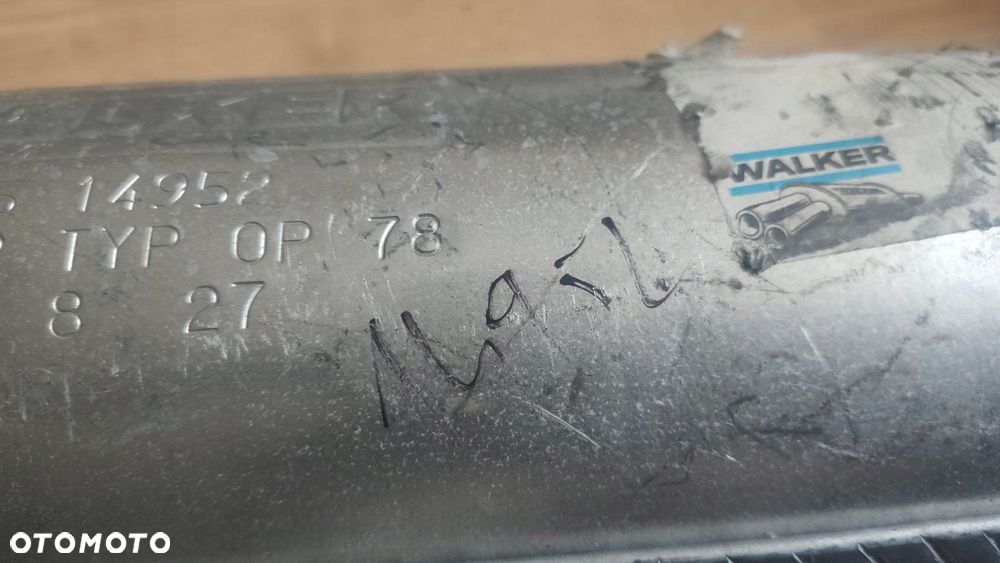 14952
WALKER
TYP OP 78
8 27
OTOMOTO